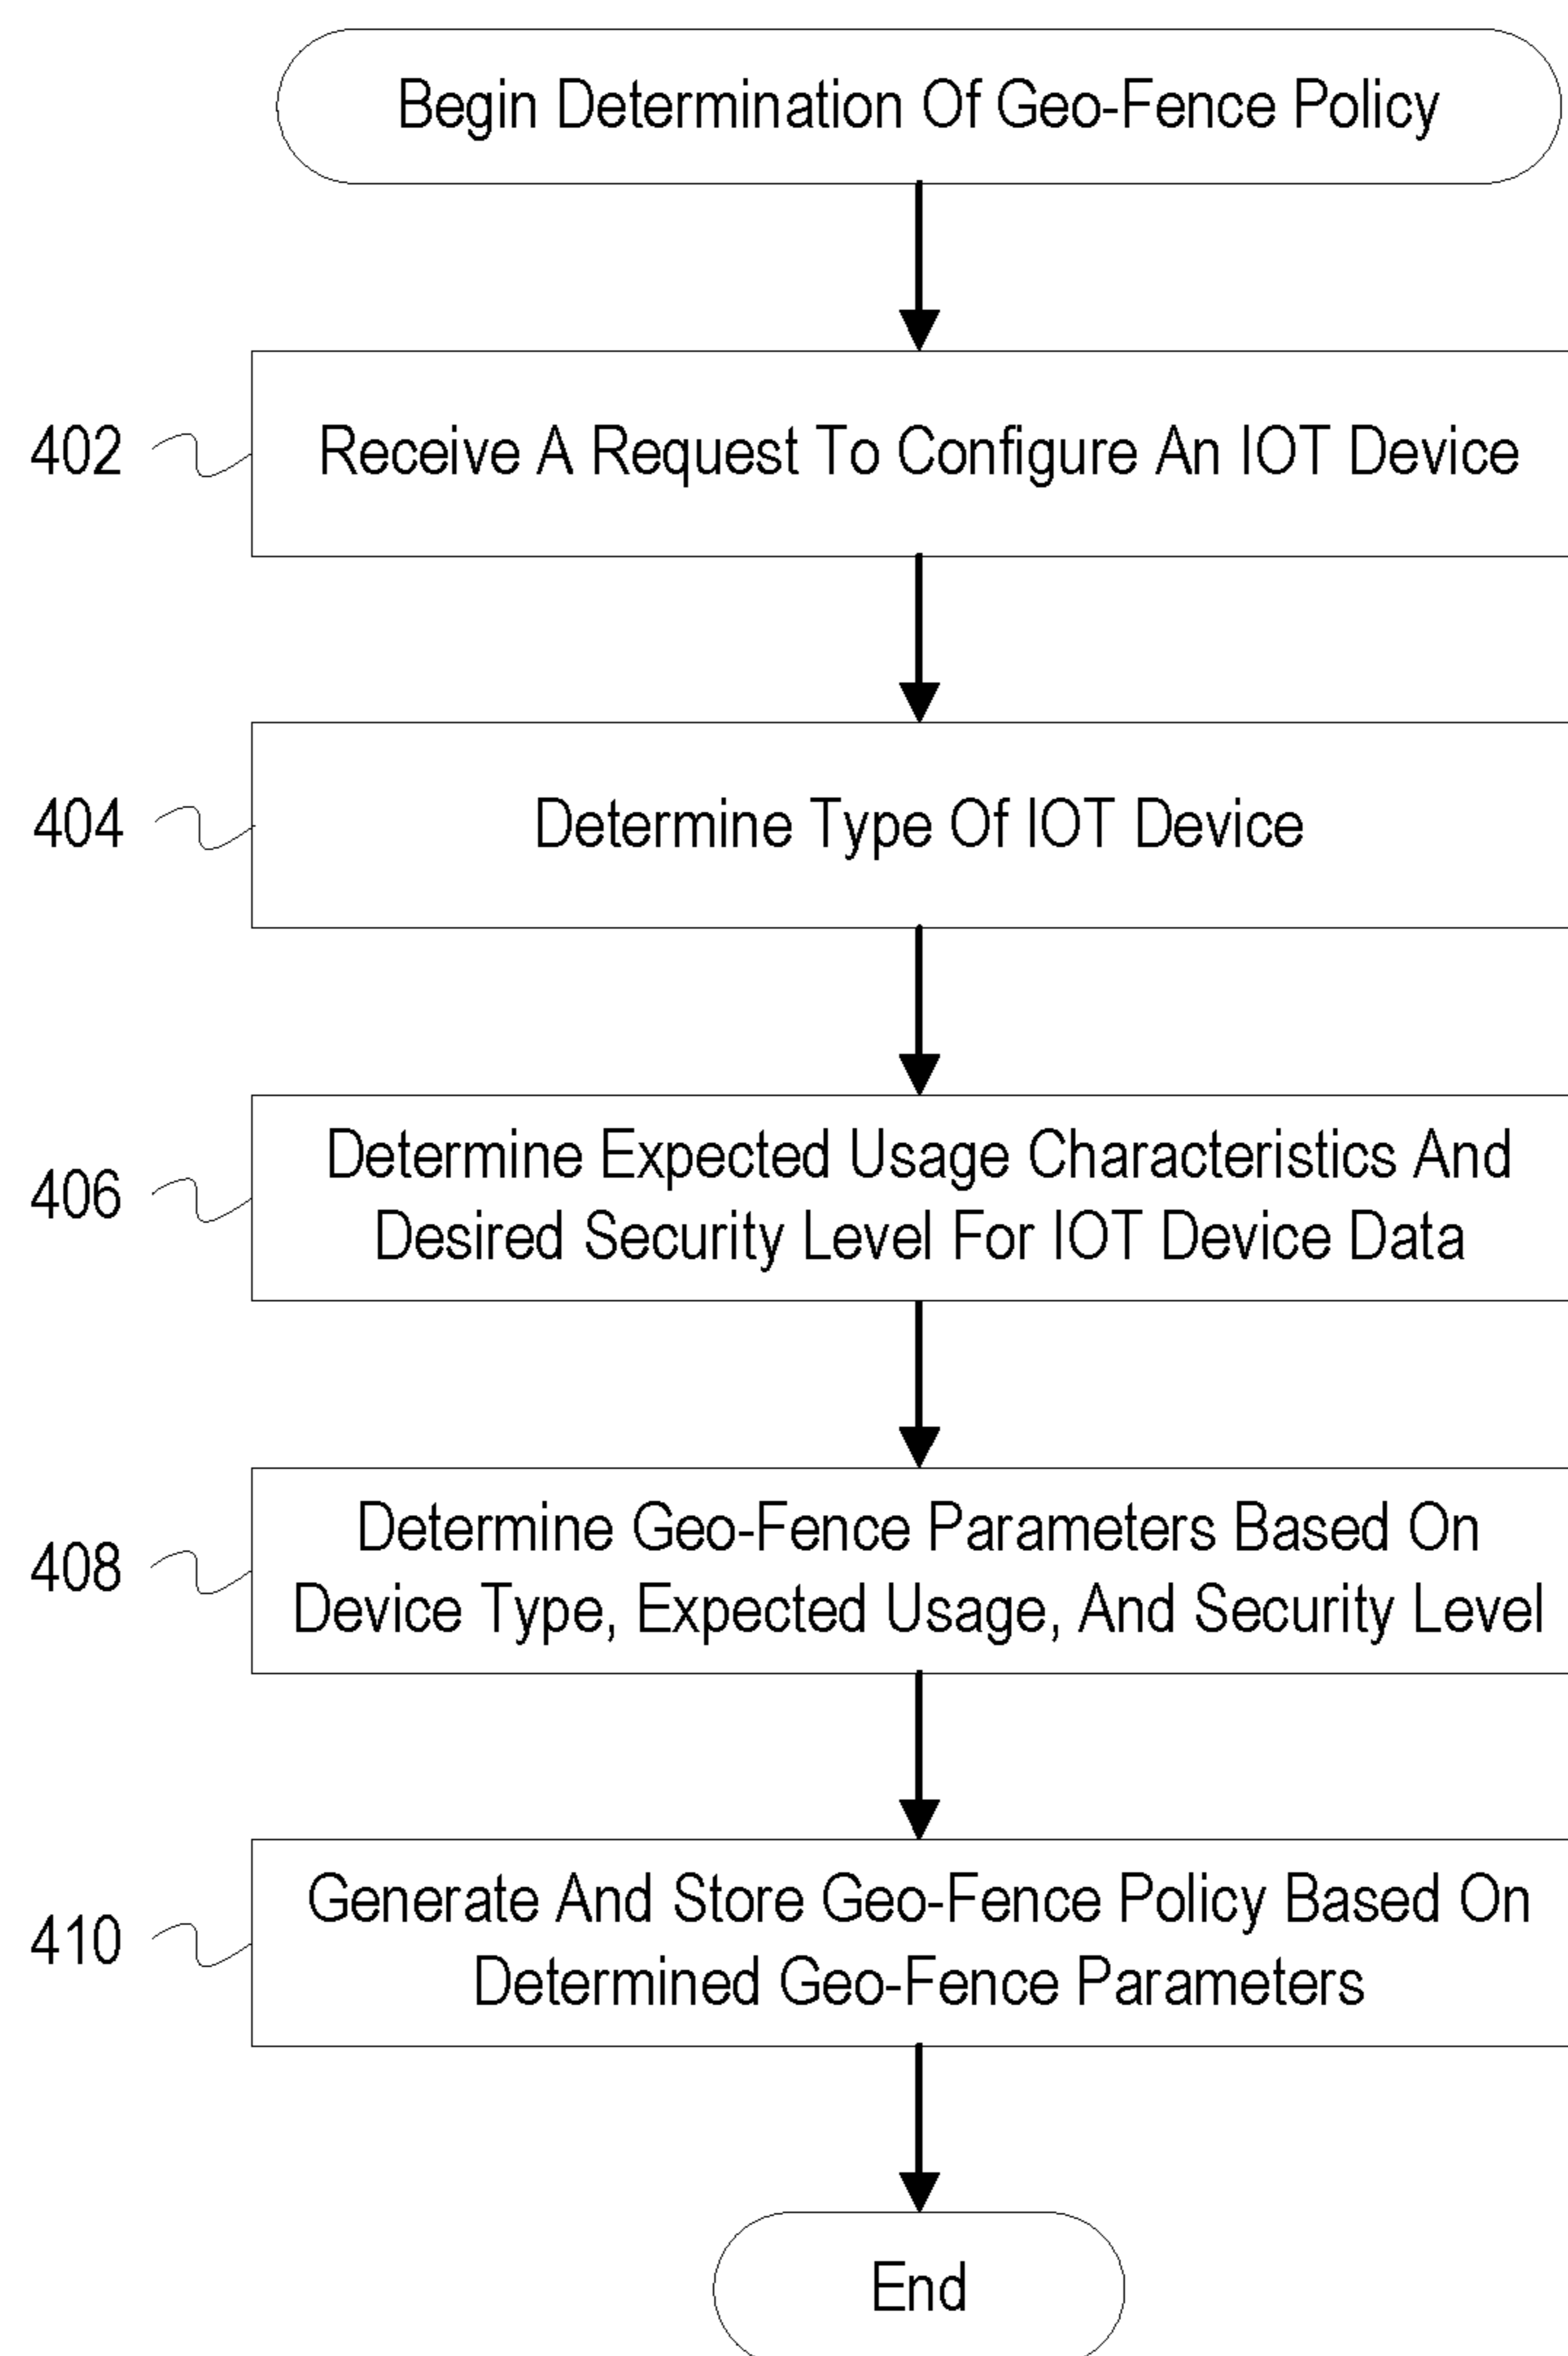 Begin Determination Of Geo-Fence Policy
402
Receive A Request To Configure An IOT Device
404
Determine Type Of IOT Device
406
Determine Expected Usage Characteristics And
Desired Security Level For IOT Device Data
408
Determine Geo-Fence Parameters Based On
Device Type, Expected Usage, And Security Level
410
Generate And Store Geo-Fence Policy Based On
Determined Geo-Fence Parameters
End